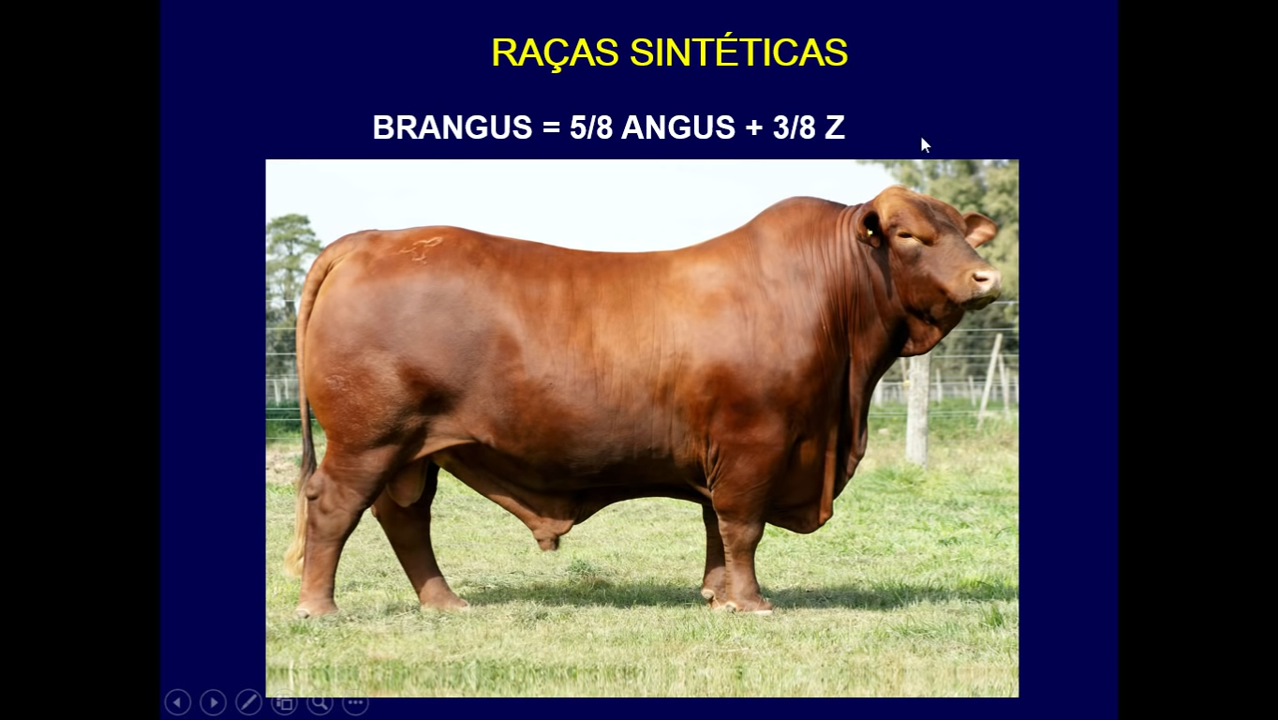 RAÇAS SINTÉTICAS
BRANGUS = 5/8 ANGUS + 3/8 Z